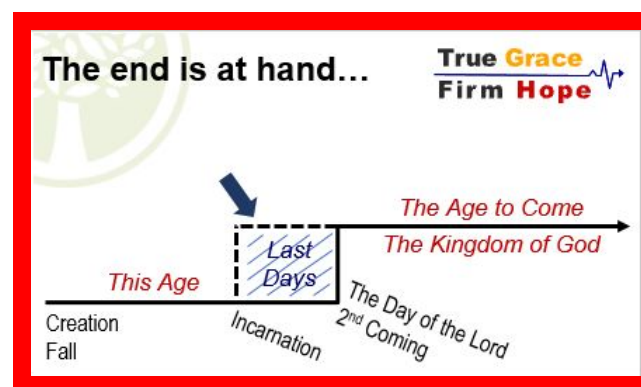 The end is at hand…
True Grace
Firm Hope
The Age to Come
The Kingdom of God
Last
Days
This Age
Creation
Fall
Incarnation
The Day of the Lord
2nd Coming